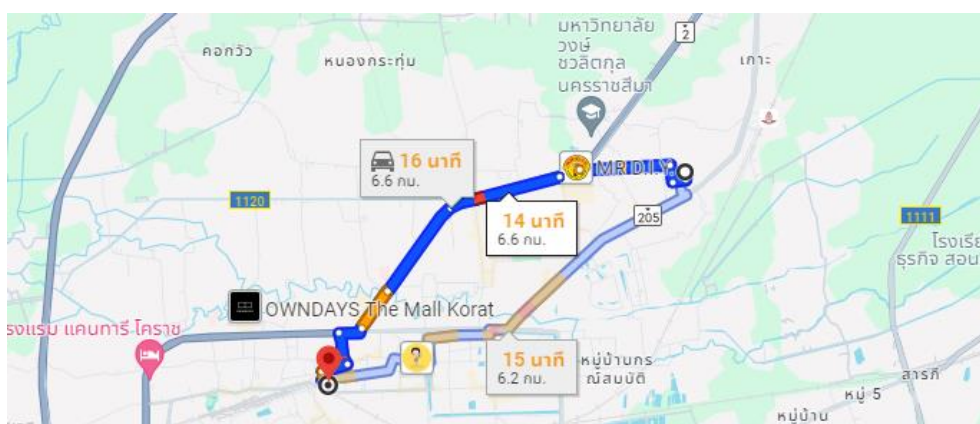 มหาวิทยาลัย
วงษ์
ชวลิตกุล
นครราชสีมา
2
คอกวัว
หนองกระทุ่ม
เกาะ
16 นาที
6.6 กม.
MR.D.I.Y.
1120
14 นาที
6.6 กม.
205
1111
โรงเรีย
ธุรกิจ สอน
OWNDAYS The Mall Korat
รงแรม แคนทารี โคราช
15 นาที
6.2 กม.
หมู่บ้านกร
ณ์สมบัติ
สารภี
หมู่ 5
หมู่บ้าน